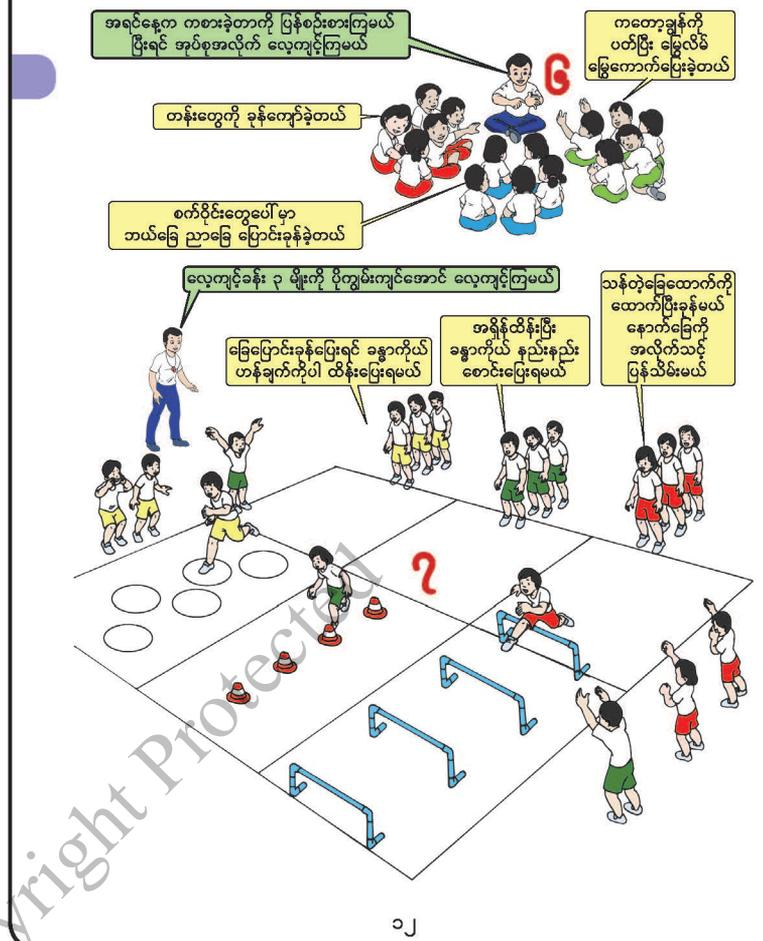 အရင်နေ့က ကစားခဲ့တာကို ပြန်စဉ်းစားကြမယ်
ပြီးရင် အုပ်စုအလိုက် လေ့ကျင့်ကြမယ်
၆
ကတော့ချွန်ကို
ပတ်ပြီး မြွေလိမ်
မြွေကောက်ပြေးခဲ့တယ်
တန်းတွေကို ခုန်ကျော်ခဲ့တယ်
စက်ဝိုင်းတွေပေါ်မှာ
ဘယ်ခြေ ညာခြေ ပြောင်းခုန်ခဲ့တယ်
လေ့ကျင့်ခန်း ၃ မျိုးကို ပိုကျွမ်းကျင်အောင် လေ့ကျင့်ကြမယ်
ခြေပြောင်းခုန်ပြေးရင် ခန္ဓာကိုယ်
ဟန်ချက်ကိုပါ ထိန်းပြေးရမယ်
အရှိန်ထိန်းပြီး
ခန္ဓာကိုယ် နည်းနည်း
စောင်းပြေးရမယ်
သန်တဲ့ခြေထောက်ကို
ထောက်ပြီးခုန်မယ်
နောက်ခြေကို
အလိုက်သင့်
ပြန်သိမ်းမယ်
၇
yright Protected
၁၂